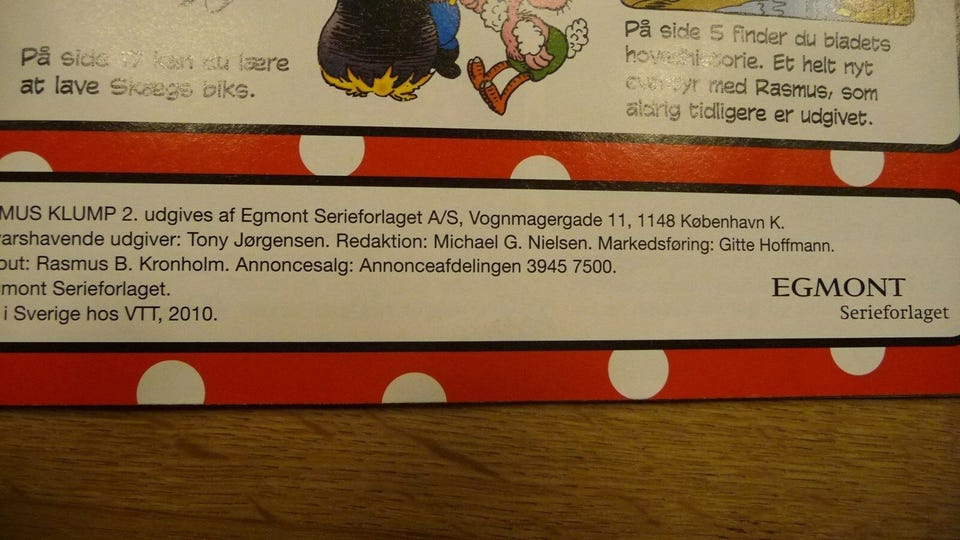 På side 17 kan du lære
at lave Skægs biks.
På side 5 finder du bladets
hovedhistorie. Et helt nyt
eventyr med Rasmus, som
aldrig tidligere er udgivet.
MUS KLUMP 2. udgives af Egmont Serieforlaget A/S, Vognmagergade 11, 1148 København K.
varshavende udgiver: Tony Jørgensen. Redaktion: Michael G. Nielsen. Markedsføring: Gitte Hoffmann.
out: Rasmus B. Kronholm. Annoncesalg: Annonceafdelingen 3945 7500.
gmont Serieforlaget.
i Sverige hos VTT, 2010.
EGMONT
Serieforlaget